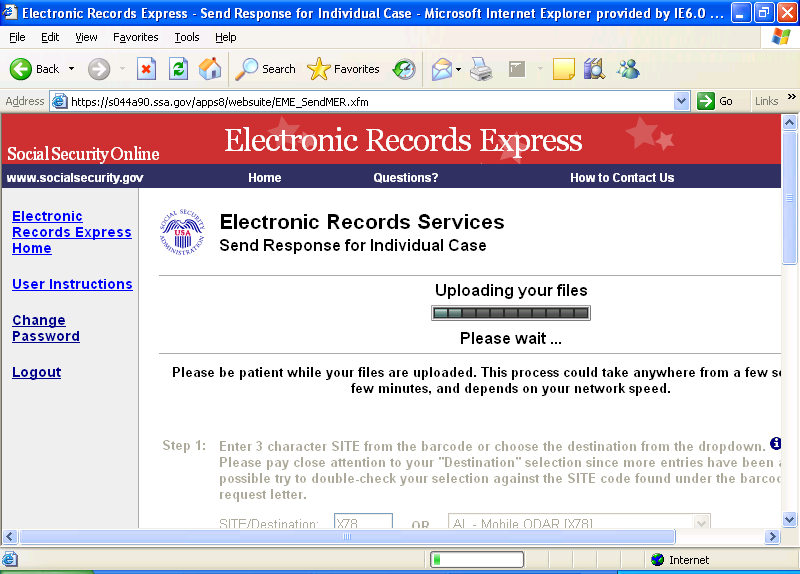 Electronic Records Express - Send Response for Individual Case - Microsoft Internet Explorer provided by IE6.0 ...
File Edit View Favorites Tools Help
Back Search Favorites
Address https://s044a90.ssa.gov/apps8/websuite/EME_SendMER.xfm Go Links »
Social Security Online Electronic Records Express
www.socialsecurity.gov Home Questions? How to Contact Us
Electronic
Records Express
Home
User Instructions
Change
Password
Logout
SOCIAL SECURITY
USA
ADMINISTRATION
Electronic Records Services
Send Response for Individual Case
Uploading your files
Please wait ...
Please be patient while your files are uploaded. This process could take anywhere from a few s
few minutes, and depends on your network speed.
Step 1: Enter 3 character SITE from the barcode or choose the destination from the dropdown.
Please pay close attention to your "Destination" selection since more entries have been
possible try to double-check your selection against the SITE code found under the barco
request letter.
SITE/Destination: X78 OR AL - Mobile ODAR [X78]
Internet